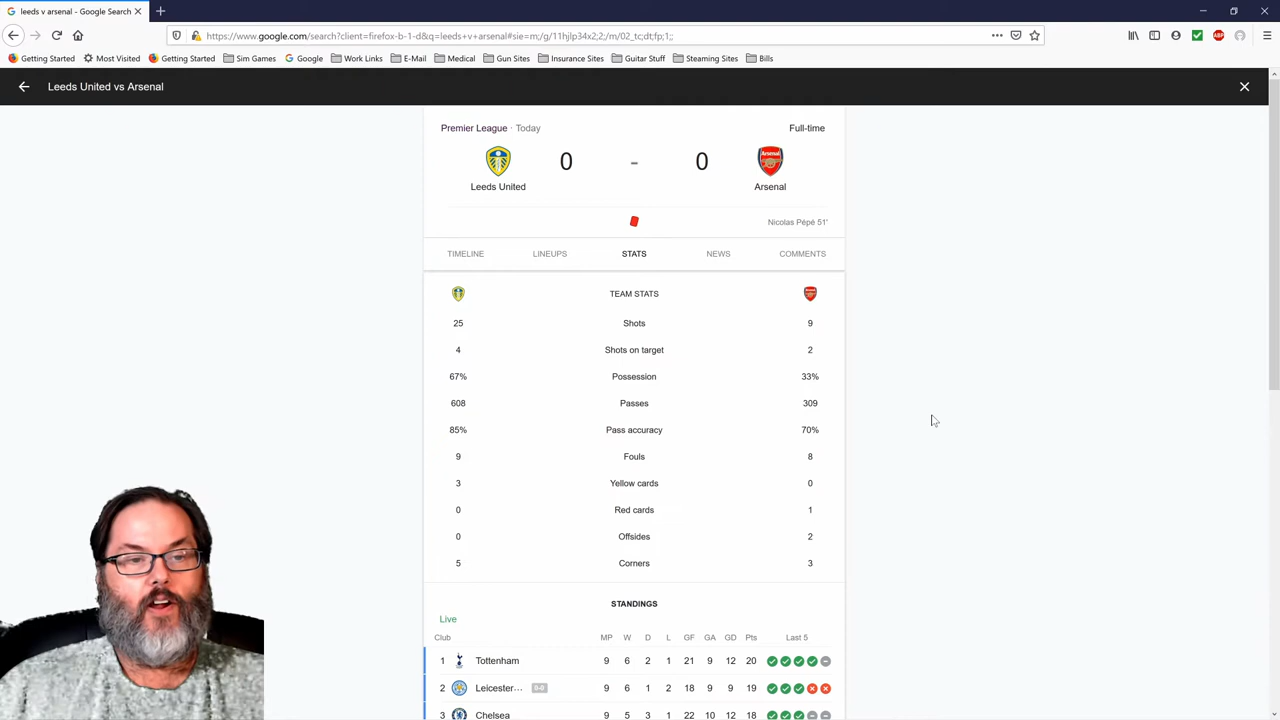 leeds v arsenal - Google Search
https://www.google.com/search?client=firefox-b-1-d&q=leeds+v+arsenal#sie=m;/g/11hjlp34x2;2;/m/02_tc;dt;fp;1;;
Getting Started Most Visited Getting Started Sim Games Google Work Links E-Mail Medical Gun Sites Insurance Sites Guitar Stuff Steaming Sites Bills
Leeds United vs Arsenal
Premier League · Today Full-time
0 - 0
Leeds United Arsenal
Nicolas Pépé 51'
TIMELINE LINEUPS STATS NEWS COMMENTS
TEAM STATS
25 Shots 9
4 Shots on target 2
67% Possession 33%
608 Passes 309
85% Pass accuracy 70%
9 Fouls 8
3 Yellow cards 0
0 Red cards 1
0 Offsides 2
5 Corners 3
STANDINGS
Live
Club MP W D L GF GA GD Pts Last 5
1 Tottenham 9 6 2 1 21 9 12 20
2 Leicester... 0-0 9 6 1 2 18 9 9 19
3 Chelsea 9 5 3 1 22 10 12 18